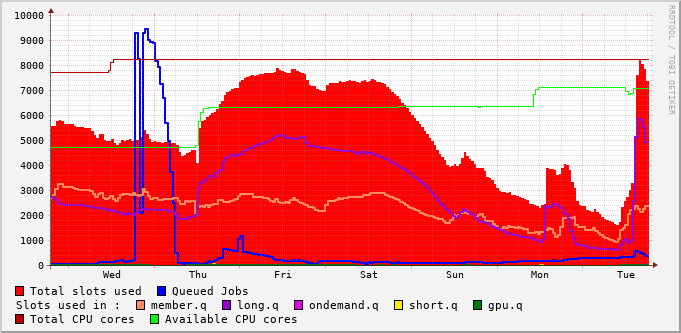 10000
9000
8000
7000
6000
5000
4000
3000
2000
1000
0
Wed Thu Fri Sat Sun Mon Tue
Total slots used Queued Jobs
Slots used in : member.q long.q ondemand.q short.q gpu.q
Total CPU cores Available CPU cores
RRDTOOL / TOBI OETIKER